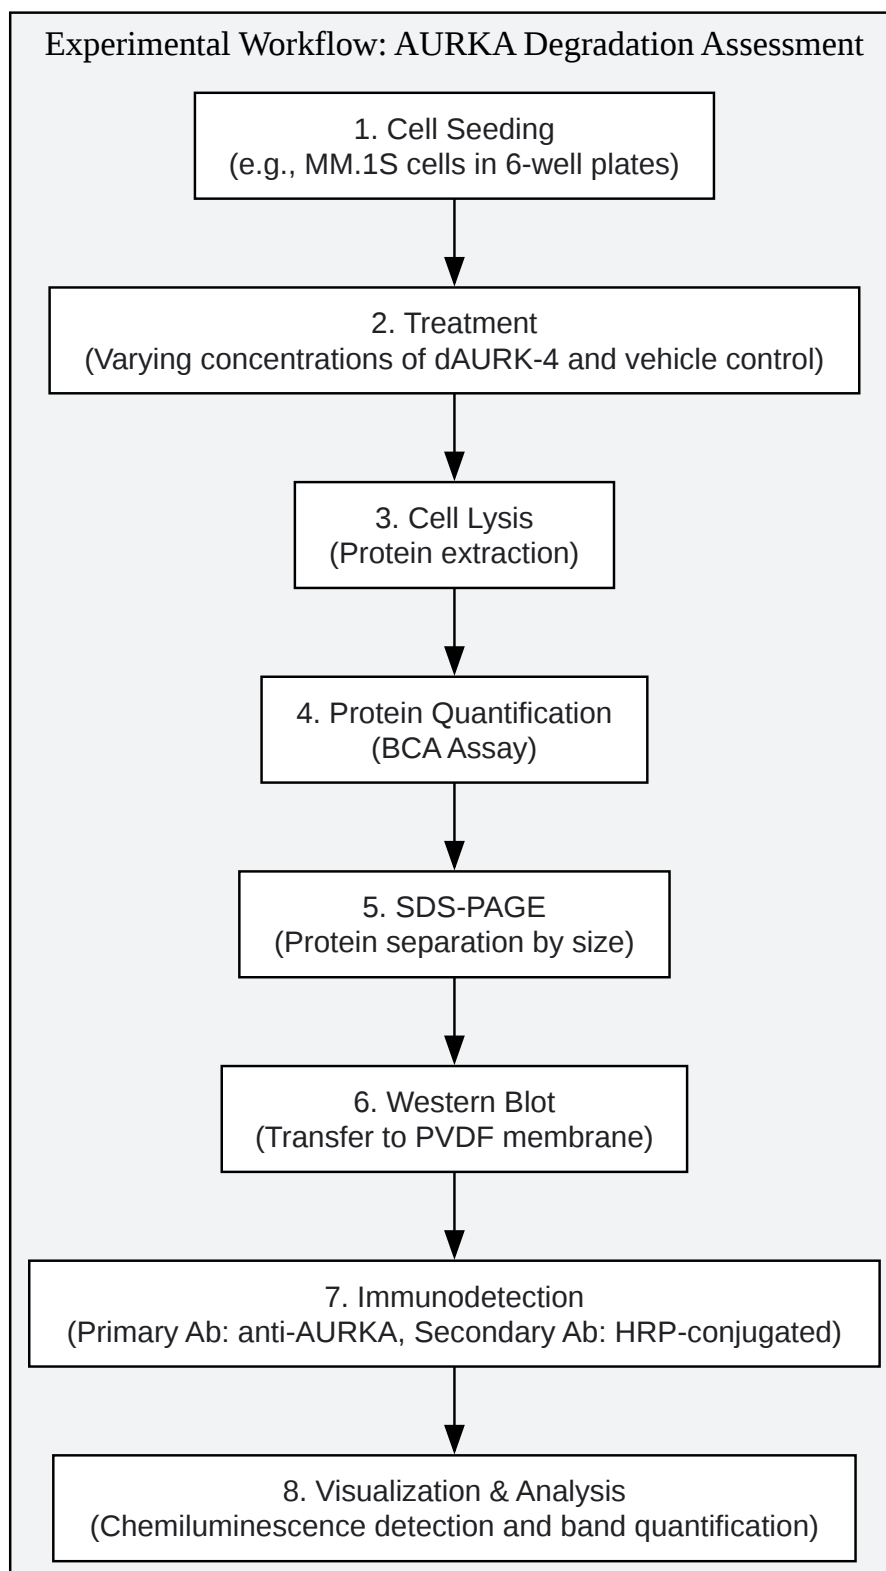 Experimental Workflow: AURKA Degradation Assessment
1. Cell Seeding
(e.g., MM.1S cells in 6-well plates)
2. Treatment
(Varying concentrations of dAURK-4 and vehicle control)
3. Cell Lysis
(Protein extraction)
4. Protein Quantification
(BCA Assay)
5. SDS-PAGE
(Protein separation by size)
6. Western Blot
(Transfer to PVDF membrane)
7. Immunodetection
(Primary Ab: anti-AURKA, Secondary Ab: HRP-conjugated)
8. Visualization & Analysis
(Chemiluminescence detection and band quantification)